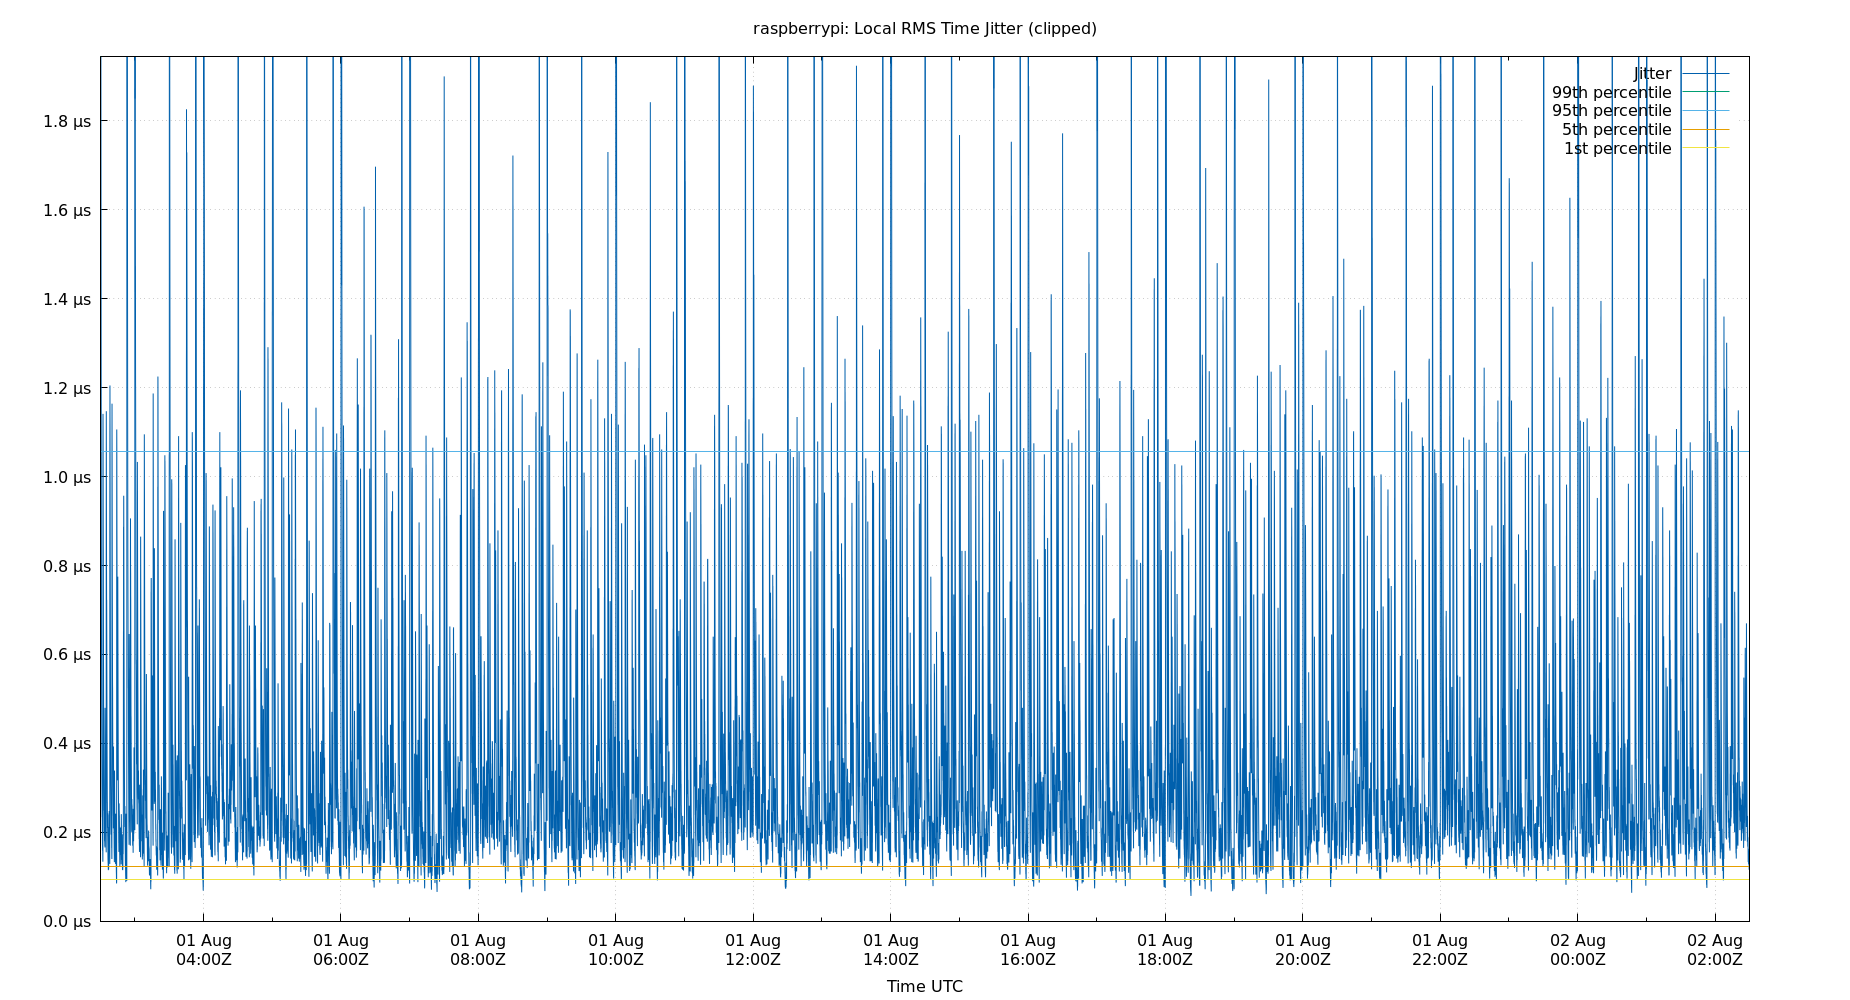 raspberrypi: Local RMS Time Jitter (clipped)
Jitter
99th percentile
95th percentile
5th percentile
1st percentile
1.8 µs
1.6 µs
1.4 µs
1.2 µs
1.0 µs
0.8 µs
0.6 µs
0.4 µs
0.2 µs
0.0 µs
01 Aug 01 Aug 01 Aug 01 Aug 01 Aug 01 Aug 01 Aug 01 Aug 01 Aug 01 Aug 02 Aug 02 Aug
04:00Z 06:00Z 08:00Z 10:00Z 12:00Z 14:00Z 16:00Z 18:00Z 20:00Z 22:00Z 00:00Z 02:00Z
Time UTC